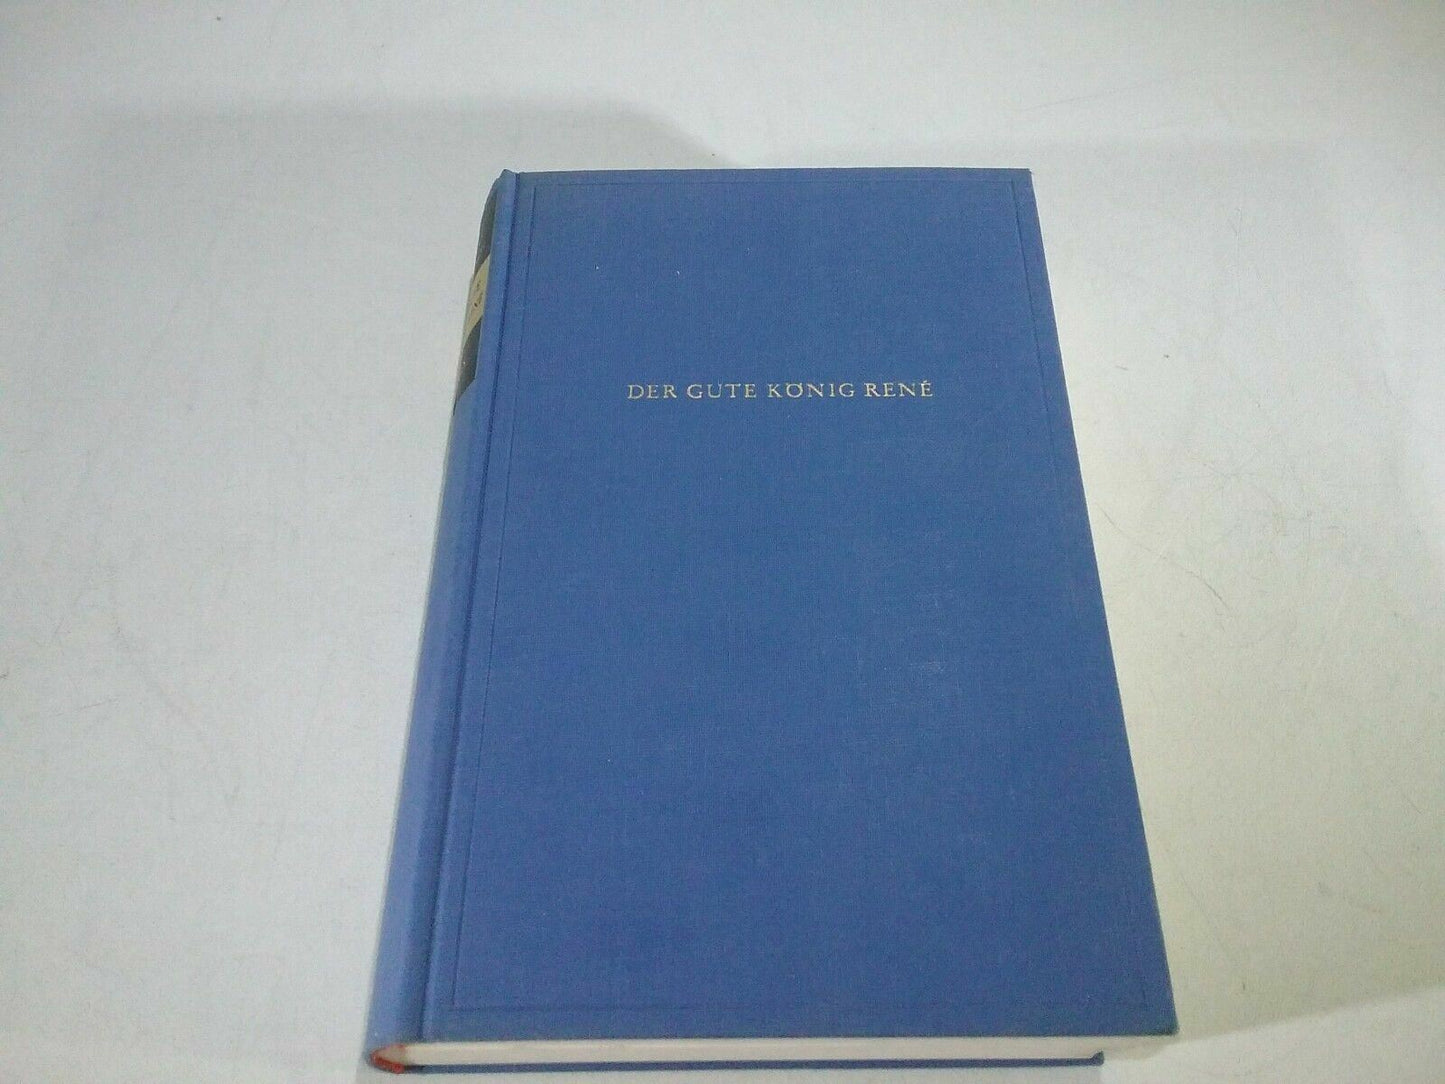 DER GUTE KÖNIG RENÉ